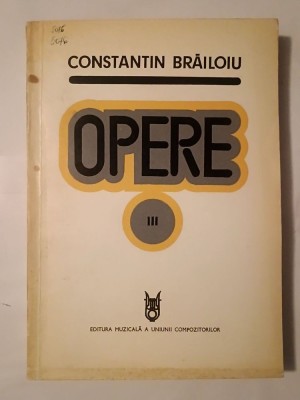 CONSTANTIN BRĂILOIU
OPERE
III
EDITURA MUZICALĂ A UNIUNII COMPOZITORILOR